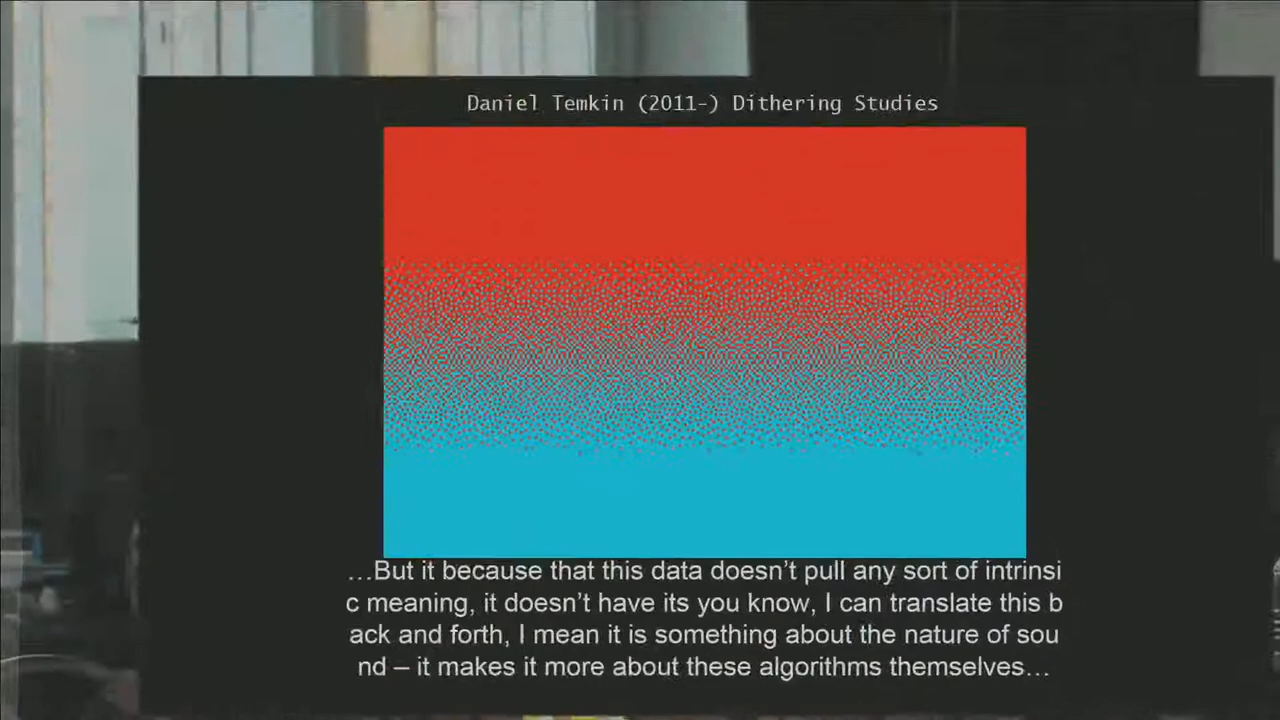 Daniel Temkin (2011-) Dithering Studies
…But it because that this data doesn’t pull any sort of intrinsi
c meaning, it doesn’t have its you know, I can translate this b
ack and forth, I mean it is something about the nature of sou
nd – it makes it more about these algorithms themselves…